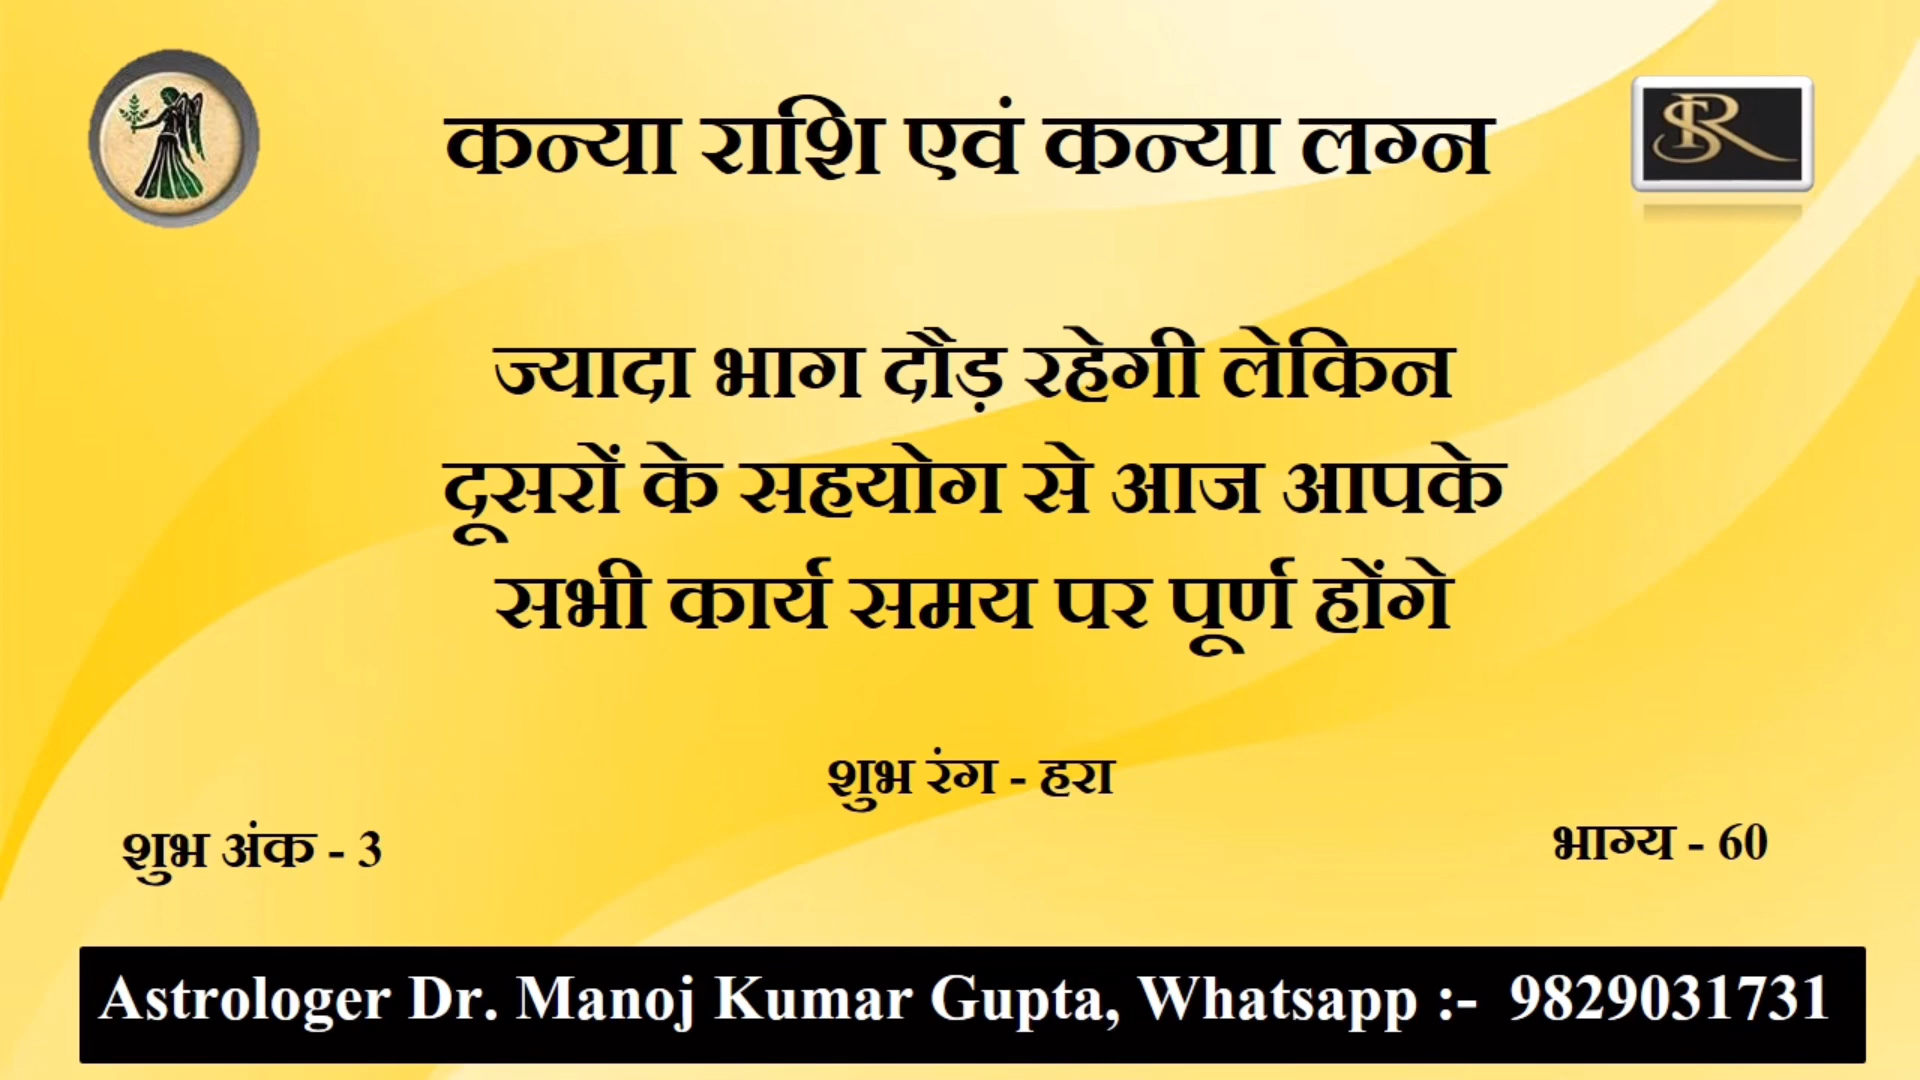 कन्या राशि एवं कन्या लग्न
ज्यादा भाग दौड़ रहेगी लेकिन
दूसरों के सहयोग से आज आपके
सभी कार्य समय पर पूर्ण होंगे
शुभ रंग - हरा
शुभ अंक - 3
भाग्य - 60
Astrologer Dr. Manoj Kumar Gupta, Whatsapp :- 9829031731